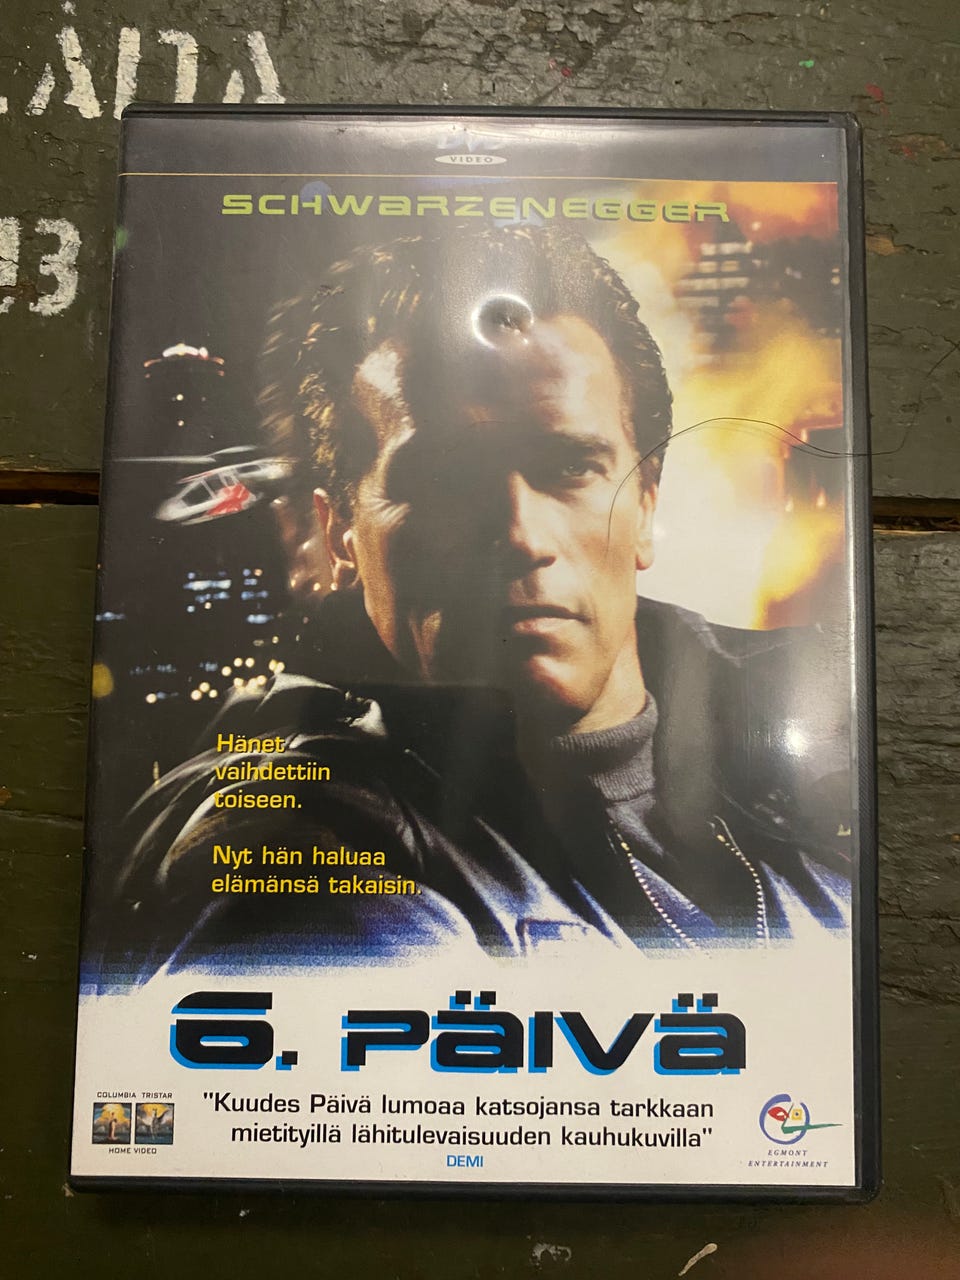 DVD
VIDEO
SCHWARZENEGGER
Hänet
vaihdettiin
toiseen.
Nyt hän haluaa
elämänsä takaisin.
6. PÄIVÄ
COLUMBIA TRISTAR
HOME VIDEO
"Kuudes Päivä lumoaa katsojansa tarkkaan
mietityillä lähitulevaisuuden kauhukuvilla"
DEMI
EGMONT
ENTERTAINMENT